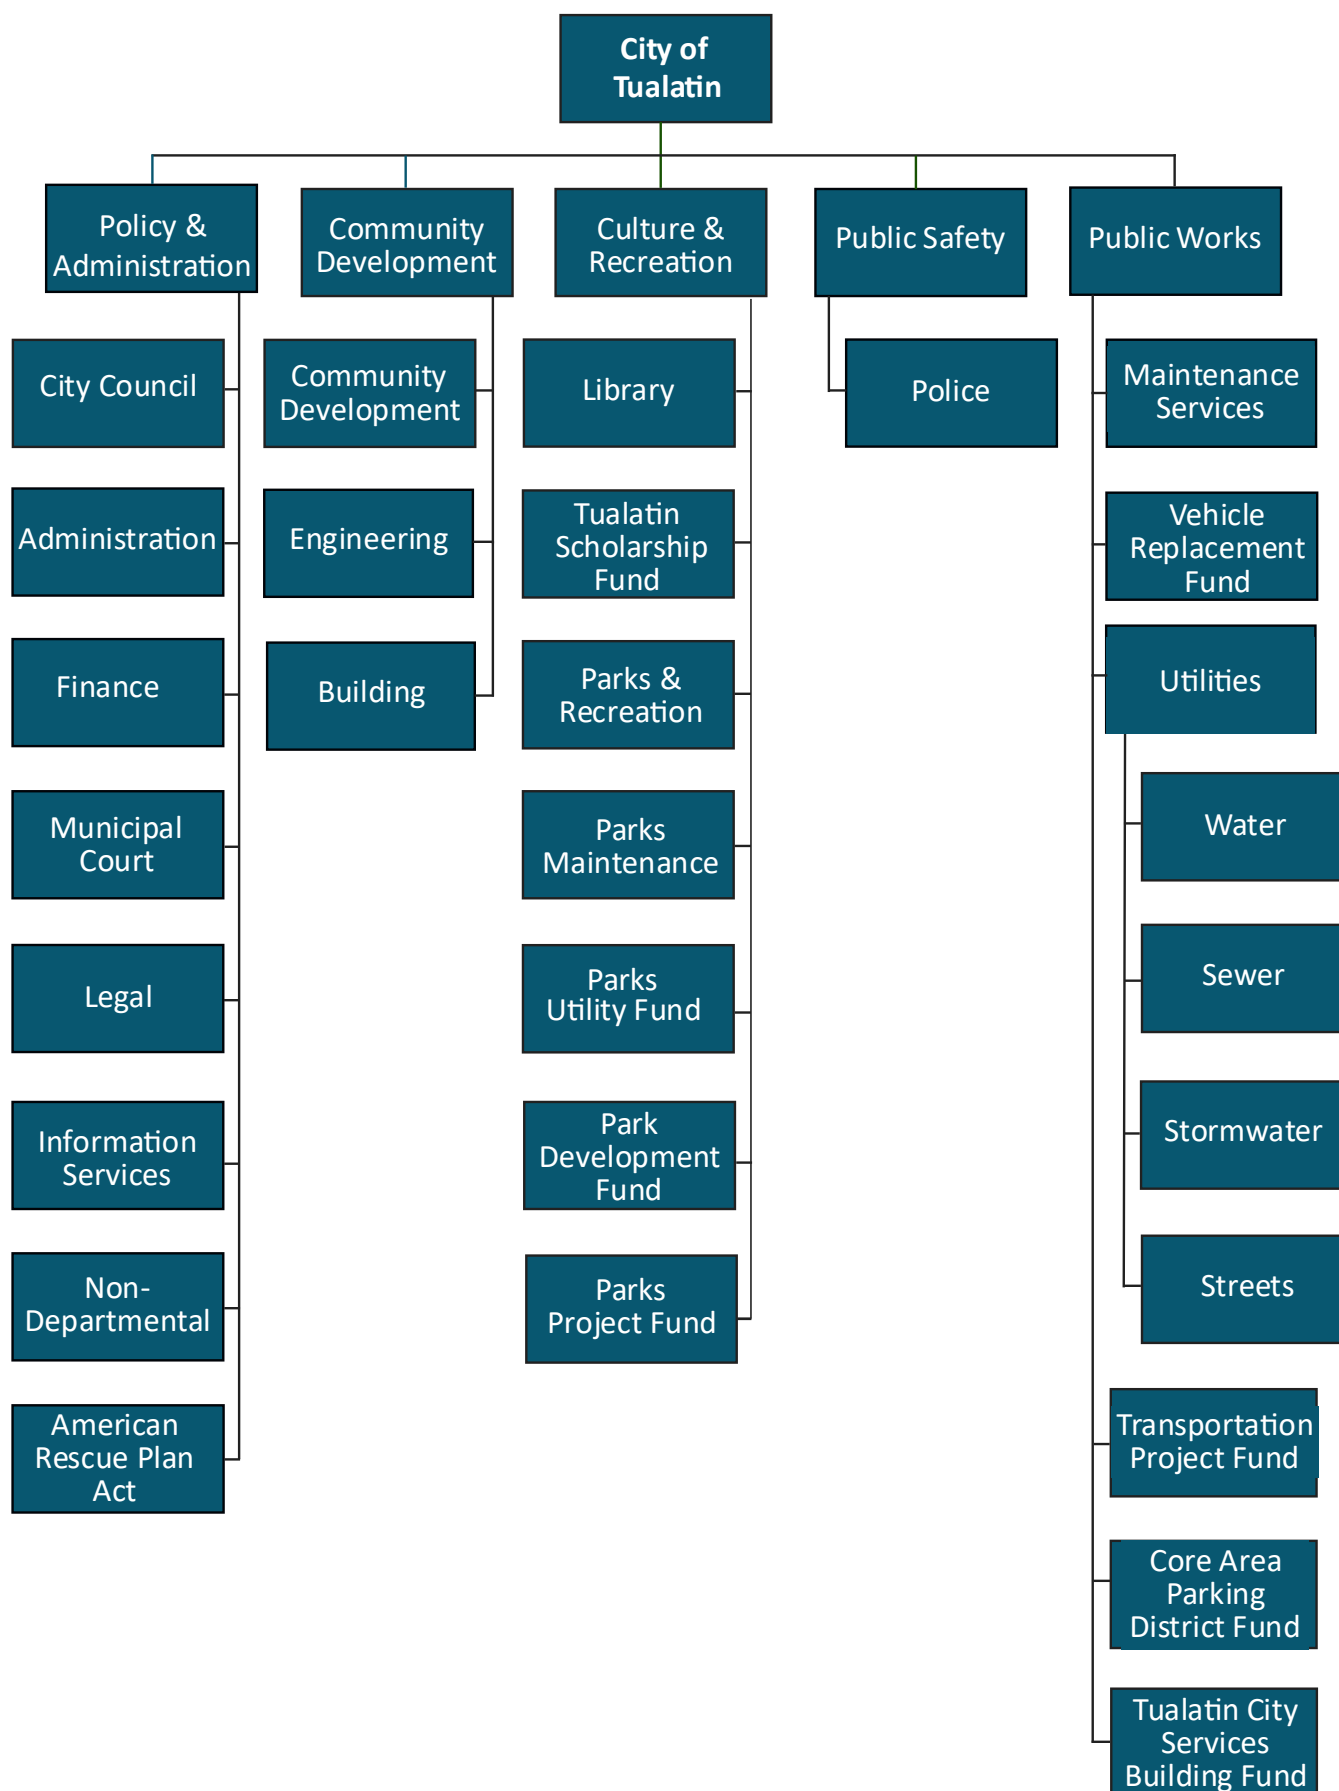 City of
Tualatin
Policy &
Administration
Community
Development
Culture &
Recreation
Public Safety
Public Works
City Council
Administration
Finance
Municipal
Court
Legal
Information
Services
Non-
Departmental
American
Rescue Plan
Act
Community
Development
Engineering
Building
Library
Tualatin
Scholarship
Fund
Parks &
Recreation
Parks
Maintenance
Parks
Utility Fund
Park
Development
Fund
Parks
Project Fund
Police
Maintenance
Services
Vehicle
Replacement
Fund
Utilities
Water
Sewer
Stormwater
Streets
Transportation
Project Fund
Core Area
Parking
District Fund
Tualatin City
Services
Building Fund